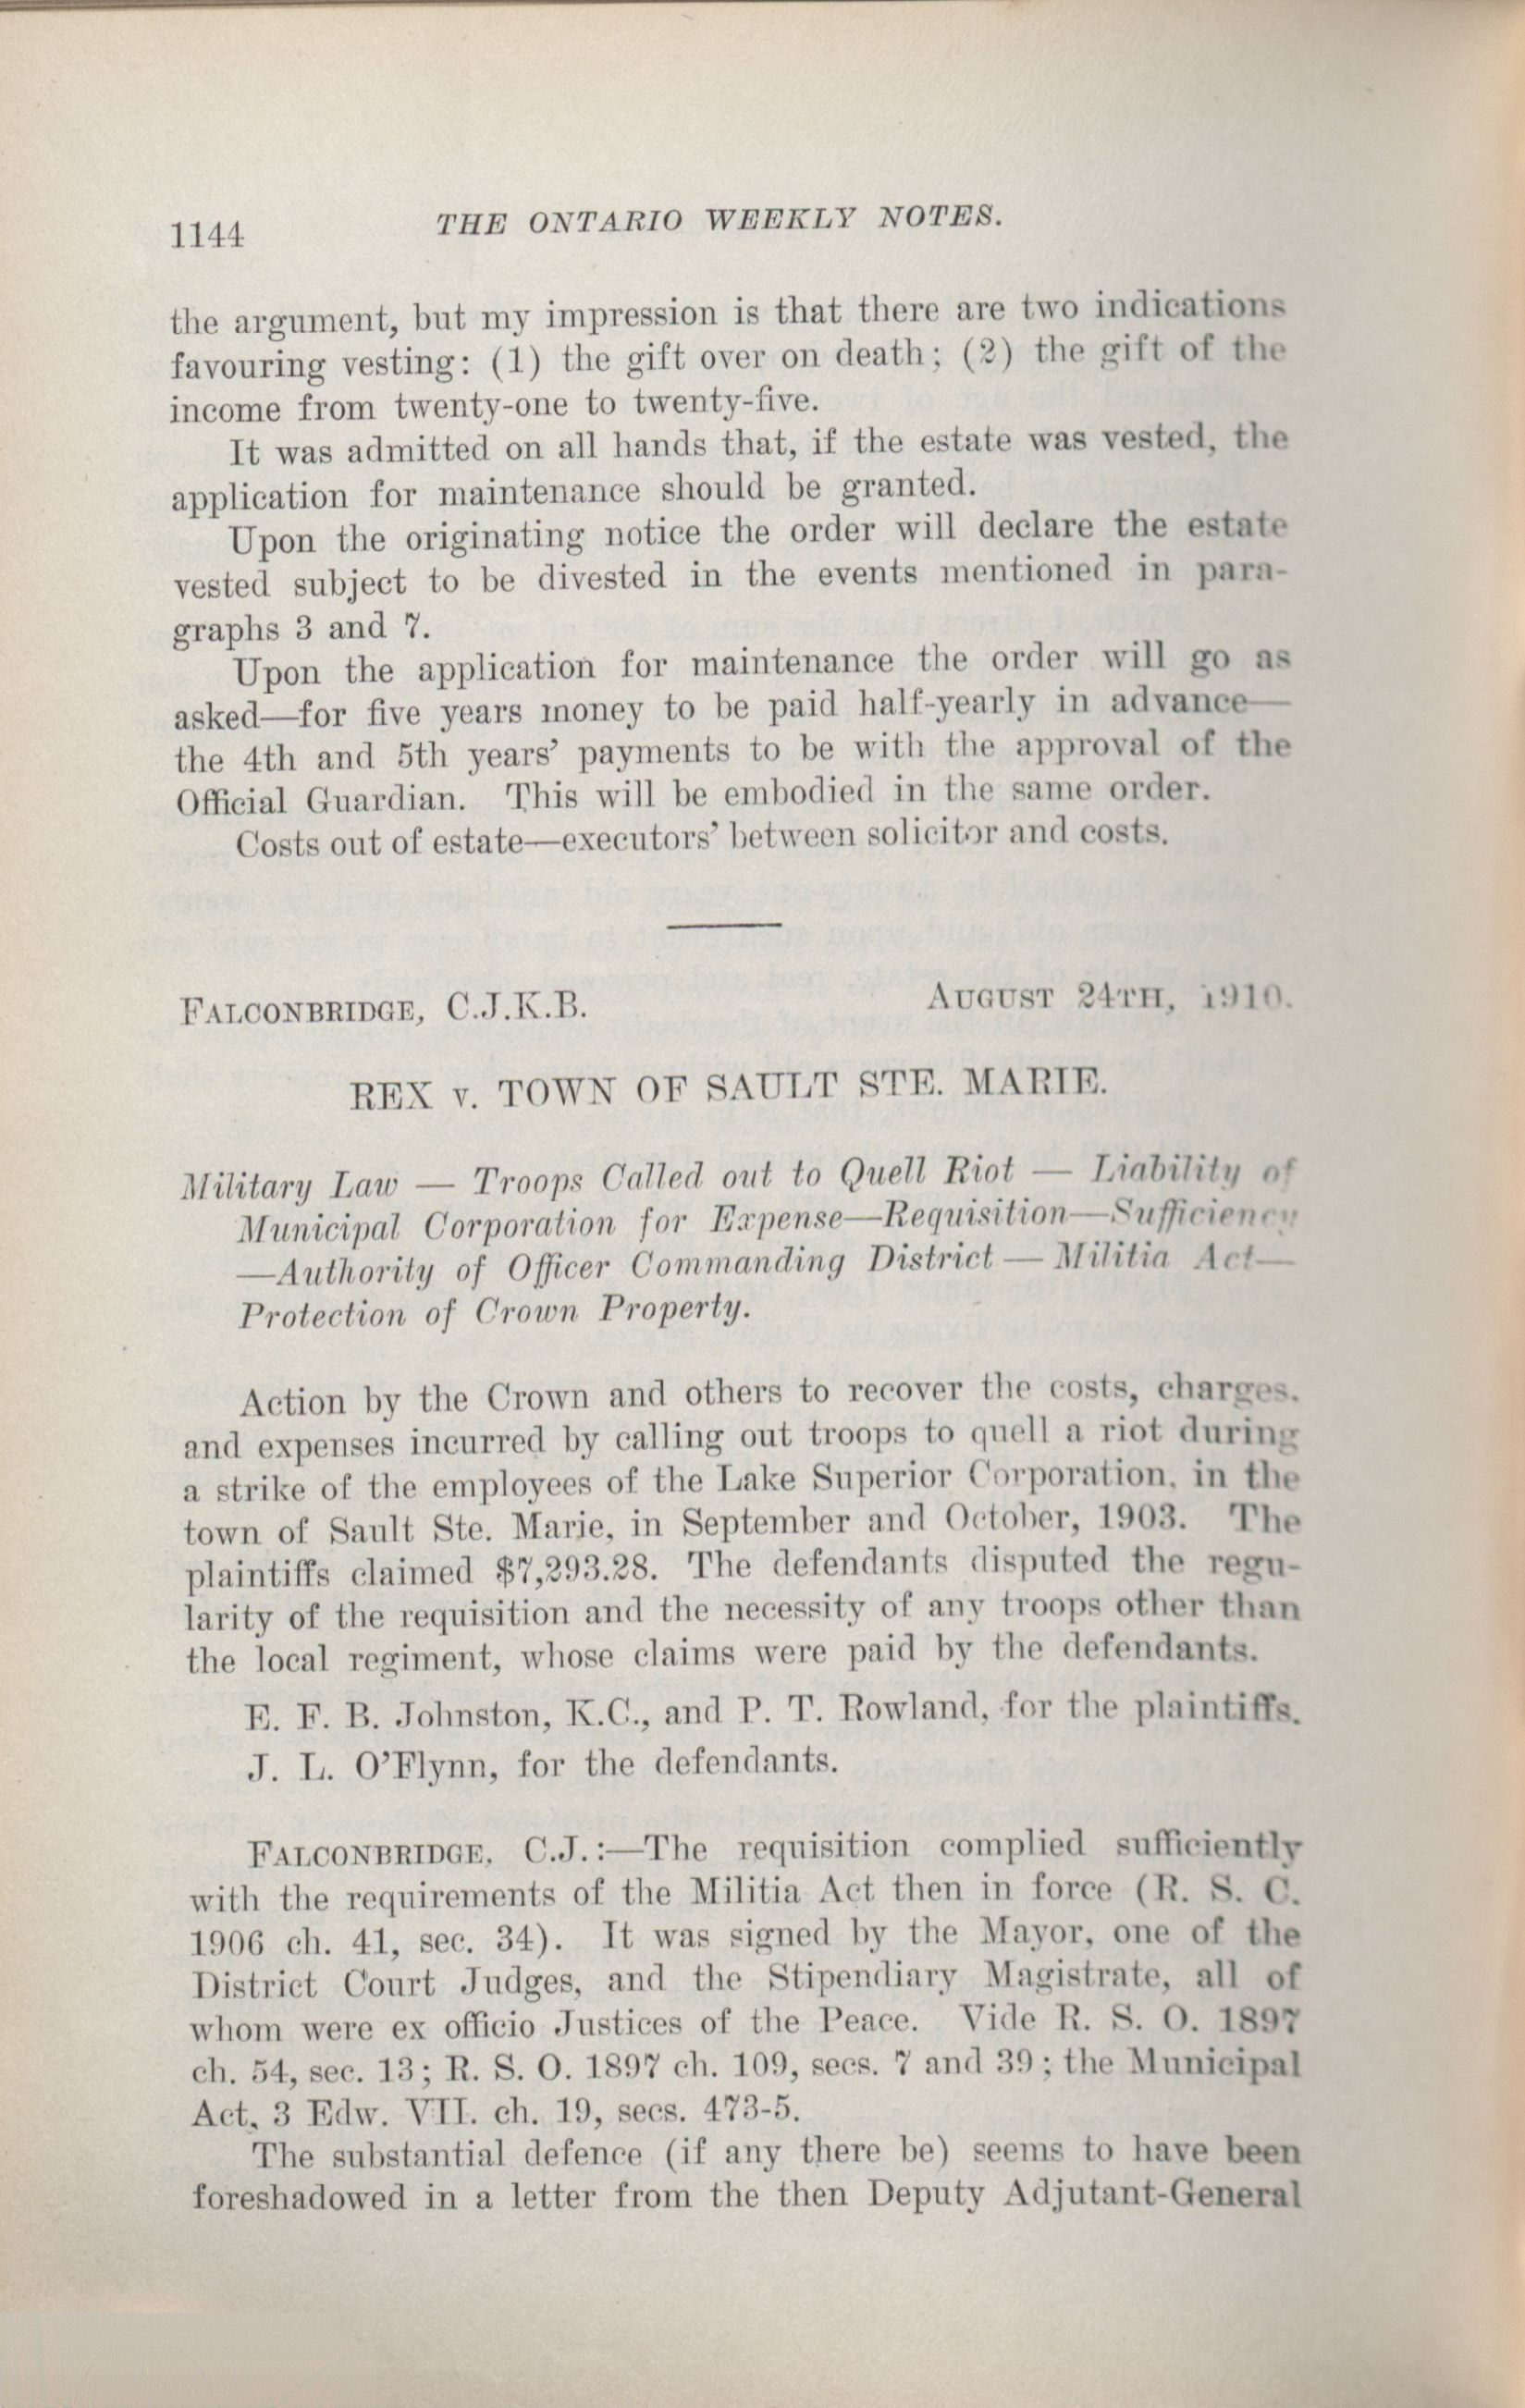 1144 THE ONTARIO WEEKLY NOTES.
the argument, but my impression is that there are two indications
favouring vesting: (1) the gift over on death; (2) the gift of the
income from twenty-one to twenty-five.
It was admitted on all hands that, if the estate was vested, the
application for maintenance should be granted.
Upon the originating notice the order will declare the estate
vested subject to be divested in the events mentioned in para-
graphs 3 and 7.
Upon the application for maintenance the order will go as
asked—for five years money to be paid half-yearly in advance—
the 4th and 5th years' payments to be with the approval of the
Official Guardian. This will be embodied in the same order.
Costs out of estate—executors' between solicitor and costs.
FALCONBRIDGE, C.J.K.B. AUGUST 24TH, 1910.
REX v. TOWN OF SAULT STE. MARIE.
Military Law — Troops Called out to Quell Riot — Liability of
Municipal Corporation for Expense—Requisition—Sufficiency
—Authority of Officer Commanding District — Militia Act—
Protection of Crown Property.
Action by the Crown and others to recover the costs, charges.
and expenses incurred by calling out troops to quell a riot during
a strike of the employees of the Lake Superior Corporation, in the
town of Sault Ste. Marie, in September and October, 1903. The
plaintiffs claimed $7,293.28. The defendants disputed the regu-
larity of the requisition and the necessity of any troops other than
the local regiment, whose claims were paid by the defendants.
E. F. B. Johnston, K.C., and P. T. Rowland, for the plaintiffs.
J. L. O'Flynn, for the defendants.
FALCONBRIDGE, C.J.:—The requisition complied sufficiently
with the requirements of the Militia Act then in force (R. S. C.
1906 ch. 41, sec. 34). It was signed by the Mayor, one of the
District Court Judges, and the Stipendiary Magistrate, all of
whom were ex officio Justices of the Peace. Vide R. S. O. 1897
ch. 54, sec. 13; R. S. O. 1897 ch. 109, secs. 7 and 39; the Municipal
Act, 3 Edw. VII. ch. 19, secs. 473-5.
The substantial defence (if any there be) seems to have been
foreshadowed in a letter from the then Deputy Adjutant-General